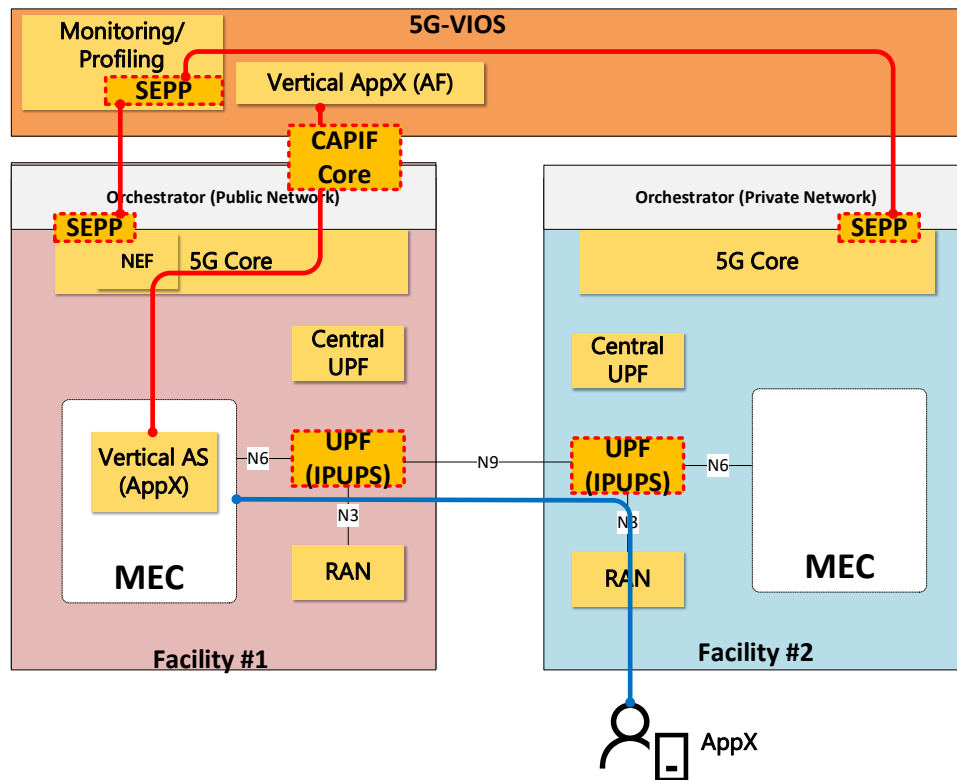 5G-VIOS
Monitoring/
Profiling
SEPP
Vertical AppX (AF)
CAPIF
Core
Orchestrator (Public Network)
SEPP
NEF
5G Core
Central
UPF
Vertical AS
(AppX)
MEC
N6
UPF
(IPUPS)
N3
RAN
Facility #1
N9
Orchestrator (Private Network)
SEPP
5G Core
Central
UPF
UPF
(IPUPS)
N6
N3
RAN
MEC
Facility #2
AppX